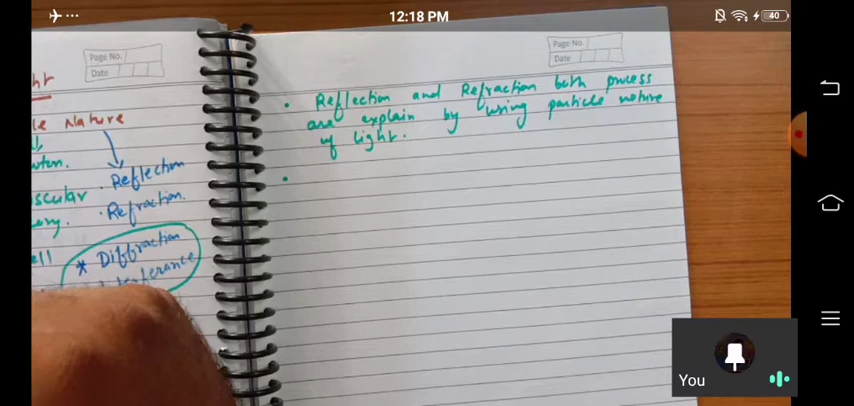 12:18 PM
40
Page No.
Date
le Nature
Reflection
Refraction.
* Diffraction
Page No.
Date
• Reflection and Refraction both process
are explain by using particle nature
of light.
•
You